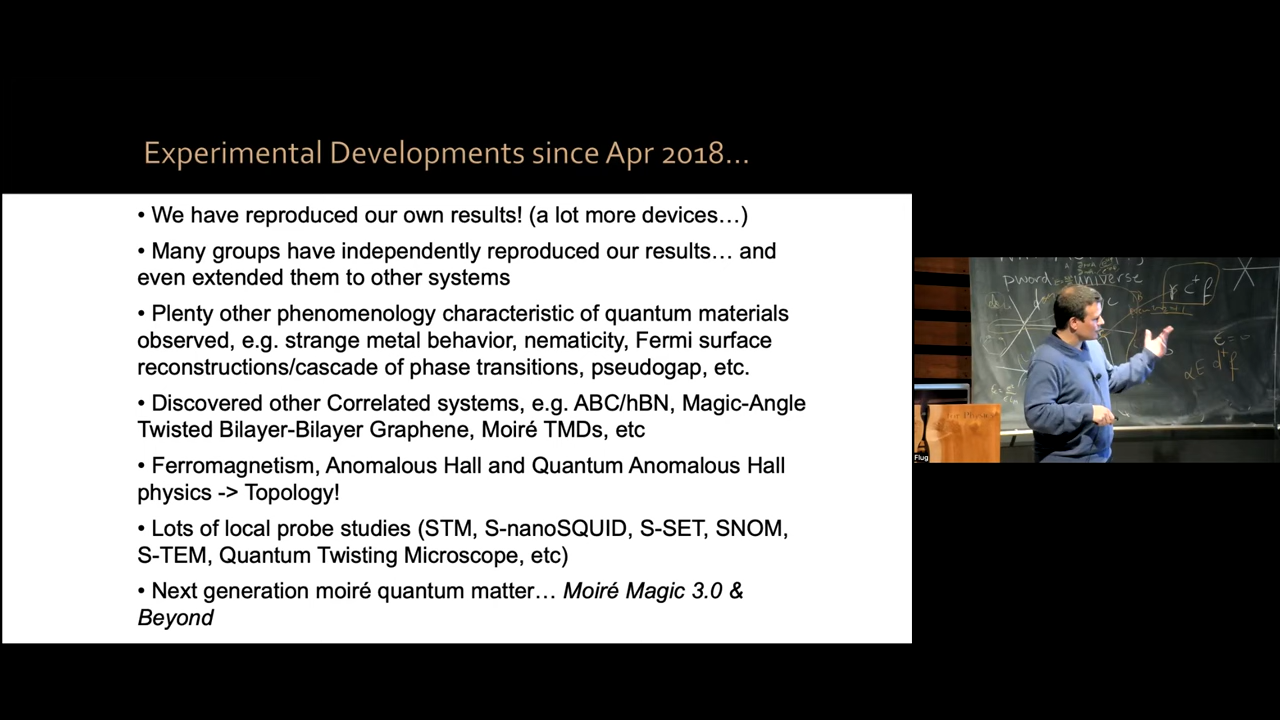 Experimental Developments since Apr 2018...
• We have reproduced our own results! (a lot more devices…)
• Many groups have independently reproduced our results… and
even extended them to other systems
• Plenty other phenomenology characteristic of quantum materials
observed, e.g. strange metal behavior, nematicity, Fermi surface
reconstructions/cascade of phase transitions, pseudogap, etc.
• Discovered other Correlated systems, e.g. ABC/hBN, Magic-Angle
Twisted Bilayer-Bilayer Graphene, Moiré TMDs, etc
• Ferromagnetism, Anomalous Hall and Quantum Anomalous Hall
physics -> Topology!
• Lots of local probe studies (STM, S-nanoSQUID, S-SET, SNOM,
S-TEM, Quantum Twisting Microscope, etc)
• Next generation moiré quantum matter… Moiré Magic 3.0 &
Beyond
pword universe
Flug